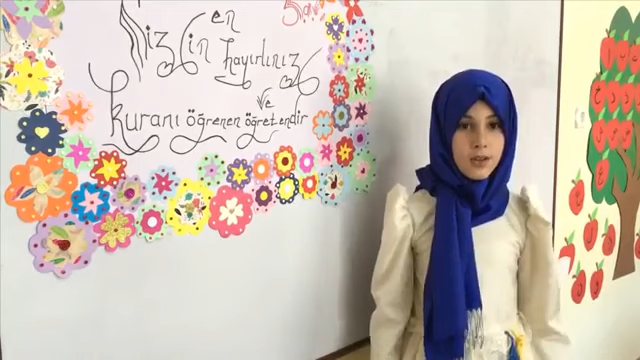 Sizin en
hayırlınız
Kuranı öğrenen ve öğretendir